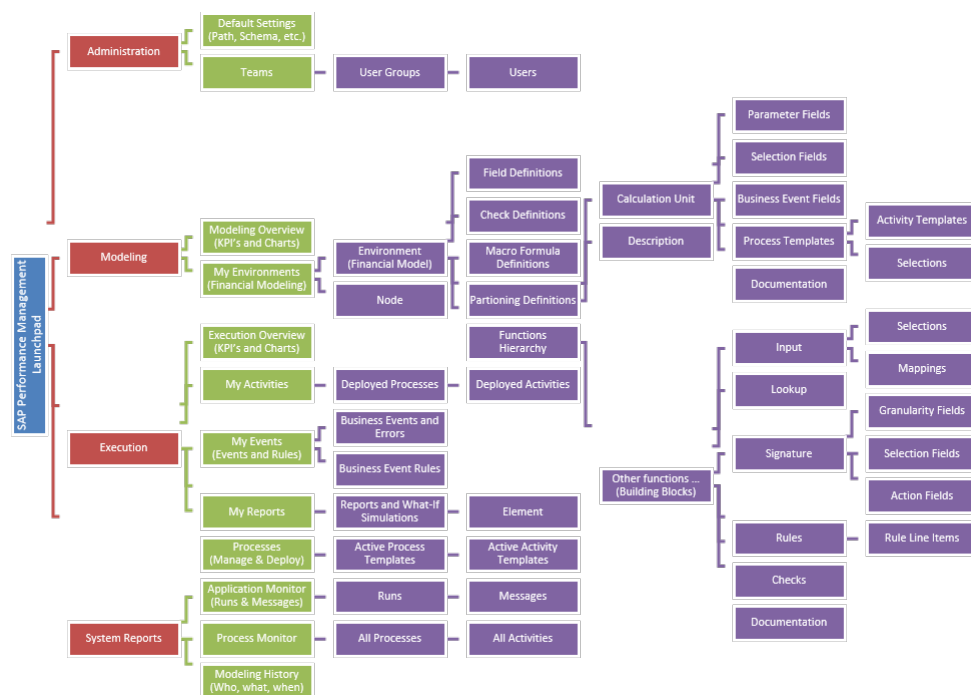 SAP Performance Management
Launchpad
Administration
Default Settings
(Path, Schema, etc.)
Teams
User Groups
Users
Modeling
Modeling Overview
(KPI's and Charts)
My Environments
(Financial Modeling)
Environment
(Financial Model)
Node
Field Definitions
Check Definitions
Macro Formula
Definitions
Partioning Definitions
Functions
Hierarchy
Calculation Unit
Description
Parameter Fields
Selection Fields
Business Event Fields
Process Templates
Activity Templates
Selections
Documentation
Other functions ...
(Building Blocks)
Input
Selections
Mappings
Lookup
Signature
Granularity Fields
Selection Fields
Action Fields
Rules
Rule Line Items
Checks
Documentation
Execution
Execution Overview
(KPI's and Charts)
My Activities
Deployed Processes
Deployed Activities
My Events
(Events and Rules)
Business Events and
Errors
Business Event Rules
My Reports
Reports and What-If
Simulations
Element
Processes
(Manage & Deploy)
Active Process
Templates
Active Activity
Templates
System Reports
Application Monitor
(Runs & Messages)
Runs
Messages
Process Monitor
All Processes
All Activities
Modeling History
(Who, what, when)